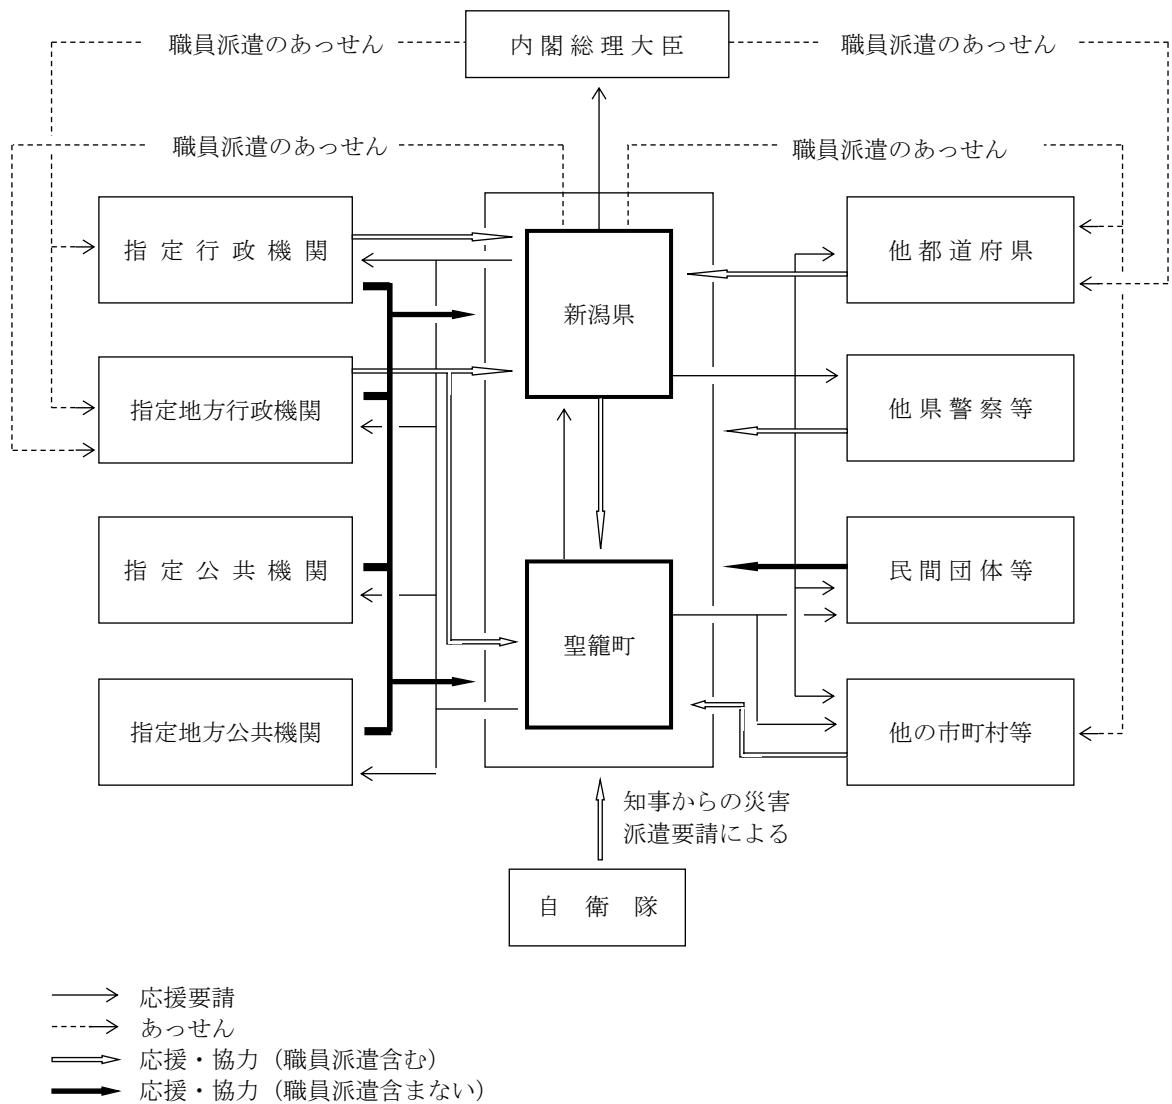 内閣総理大臣
職員派遣のあっせん
職員派遣のあっせん
職員派遣のあっせん
職員派遣のあっせん
指定行政機関
新潟県
他都道府県
指定地方行政機関
他県警察等
指定公共機関
民間団体等
聖籠町
指定地方公共機関
他の市町村等
知事からの災害
派遣要請による
自衛隊
応援要請
あっせん
応援・協力（職員派遣含む）
応援・協力（職員派遣含まない）